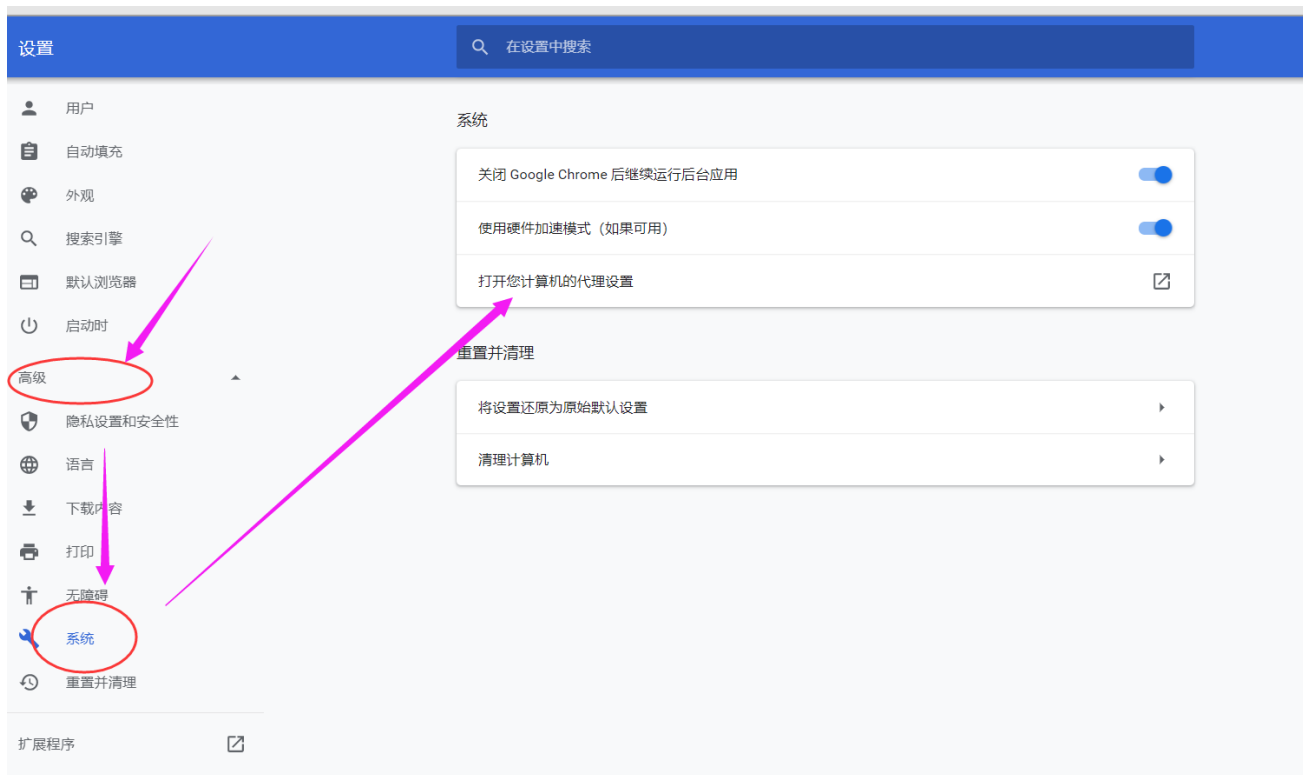 设置
在设置中搜索
用户
自动填充
外观
搜索引擎
默认浏览器
启动时
高级
隐私设置和安全性
语言
下载内容
打印
无障碍
系统
重置并清理
扩展程序
系统
关闭 Google Chrome 后继续运行后台应用
使用硬件加速模式（如果可用）
打开您计算机的代理设置
重置并清理
将设置还原为原始默认设置
清理计算机